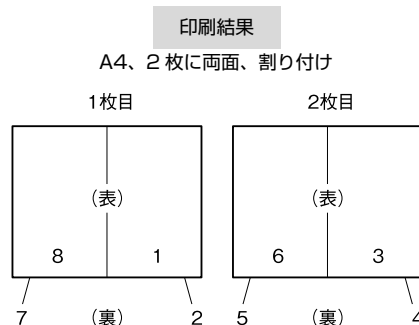 印刷結果
A4、2 枚に両面、割り付け
1枚目 2枚目
(表) (表)
8 1 6 3
7 (裏) 2 5 (裏) 4